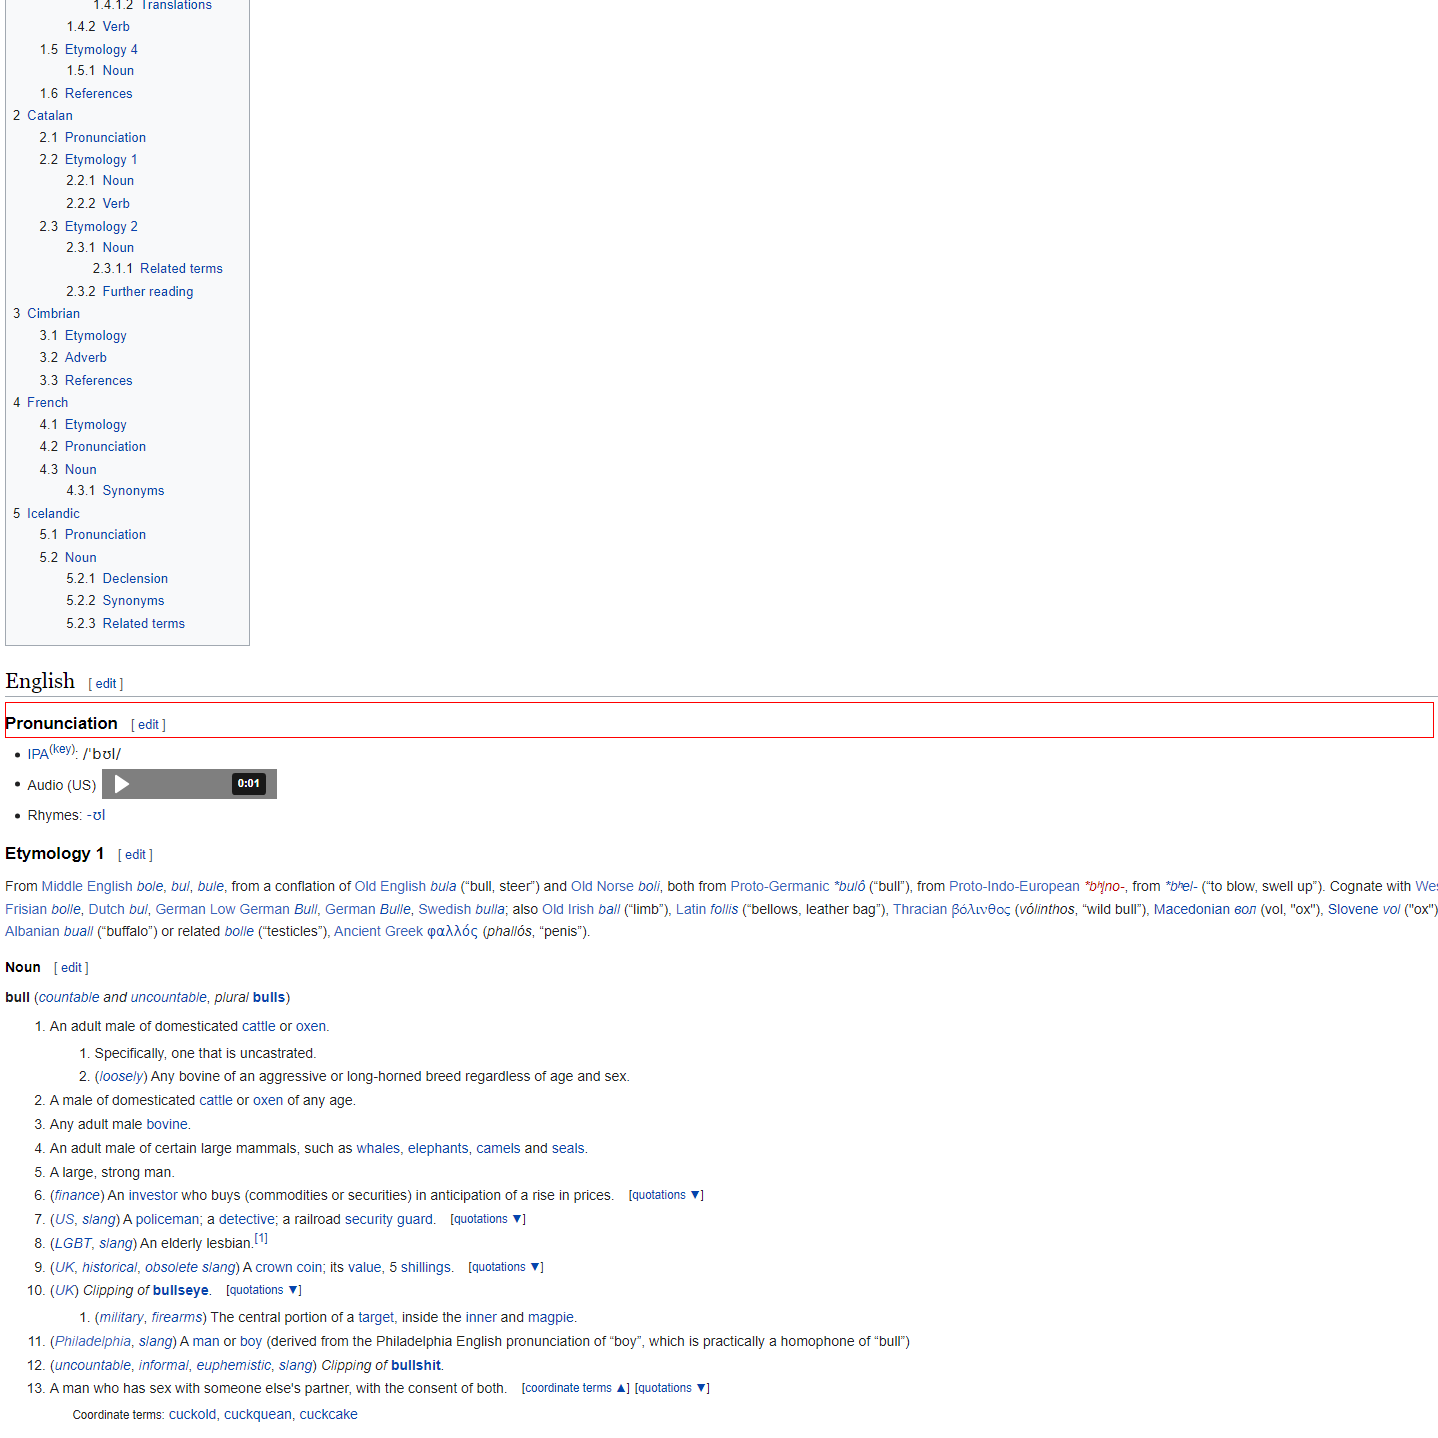 1.4.1.2 Translations
1.4.2 Verb
1.5 Etymology 4
1.5.1 Noun
1.6 References
2 Catalan
2.1 Pronunciation
2.2 Etymology 1
2.2.1 Noun
2.2.2 Verb
2.3 Etymology 2
2.3.1 Noun
2.3.1.1 Related terms
2.3.2 Further reading
3 Cimbrian
3.1 Etymology
3.2 Adverb
3.3 References
4 French
4.1 Etymology
4.2 Pronunciation
4.3 Noun
4.3.1 Synonyms
5 Icelandic
5.1 Pronunciation
5.2 Noun
5.2.1 Declension
5.2.2 Synonyms
5.2.3 Related terms
English [ edit ]
Pronunciation [ edit ]
• IPA(key): /ˈbʊl/
• Audio (US) 0:01
• Rhymes: -ʊl
Etymology 1 [ edit ]
From Middle English bole, bul, bule, from a conflation of Old English bula (“bull, steer”) and Old Norse boli, both from Proto-Germanic *bulô (“bull”), from Proto-Indo-European *bʰl̥no-, from *bʰel- (“to blow, swell up”). Cognate with Wes
Frisian bolle, Dutch bul, German Low German Bull, German Bulle, Swedish bulla; also Old Irish ball (“limb”), Latin follis (“bellows, leather bag”), Thracian βόλινθος (vólinthos, “wild bull”), Macedonian вол (vol, "ox"), Slovene vol ("ox")
Albanian buall (“buffalo”) or related bolle (“testicles”), Ancient Greek φαλλός (phallós, “penis”).
Noun [ edit ]
bull (countable and uncountable, plural bulls)
1. An adult male of domesticated cattle or oxen.
1. Specifically, one that is uncastrated.
2. (loosely) Any bovine of an aggressive or long-horned breed regardless of age and sex.
2. A male of domesticated cattle or oxen of any age.
3. Any adult male bovine.
4. An adult male of certain large mammals, such as whales, elephants, camels and seals.
5. A large, strong man.
6. (finance) An investor who buys (commodities or securities) in anticipation of a rise in prices. [quotations ▼]
7. (US, slang) A policeman; a detective; a railroad security guard. [quotations ▼]
8. (LGBT, slang) An elderly lesbian.[1]
9. (UK, historical, obsolete slang) A crown coin; its value, 5 shillings. [quotations ▼]
10. (UK) Clipping of bullseye. [quotations ▼]
1. (military, firearms) The central portion of a target, inside the inner and magpie.
11. (Philadelphia, slang) A man or boy (derived from the Philadelphia English pronunciation of “boy”, which is practically a homophone of “bull”)
12. (uncountable, informal, euphemistic, slang) Clipping of bullshit.
13. A man who has sex with someone else's partner, with the consent of both. [coordinate terms ▲] [quotations ▼]
Coordinate terms: cuckold, cuckquean, cuckcake